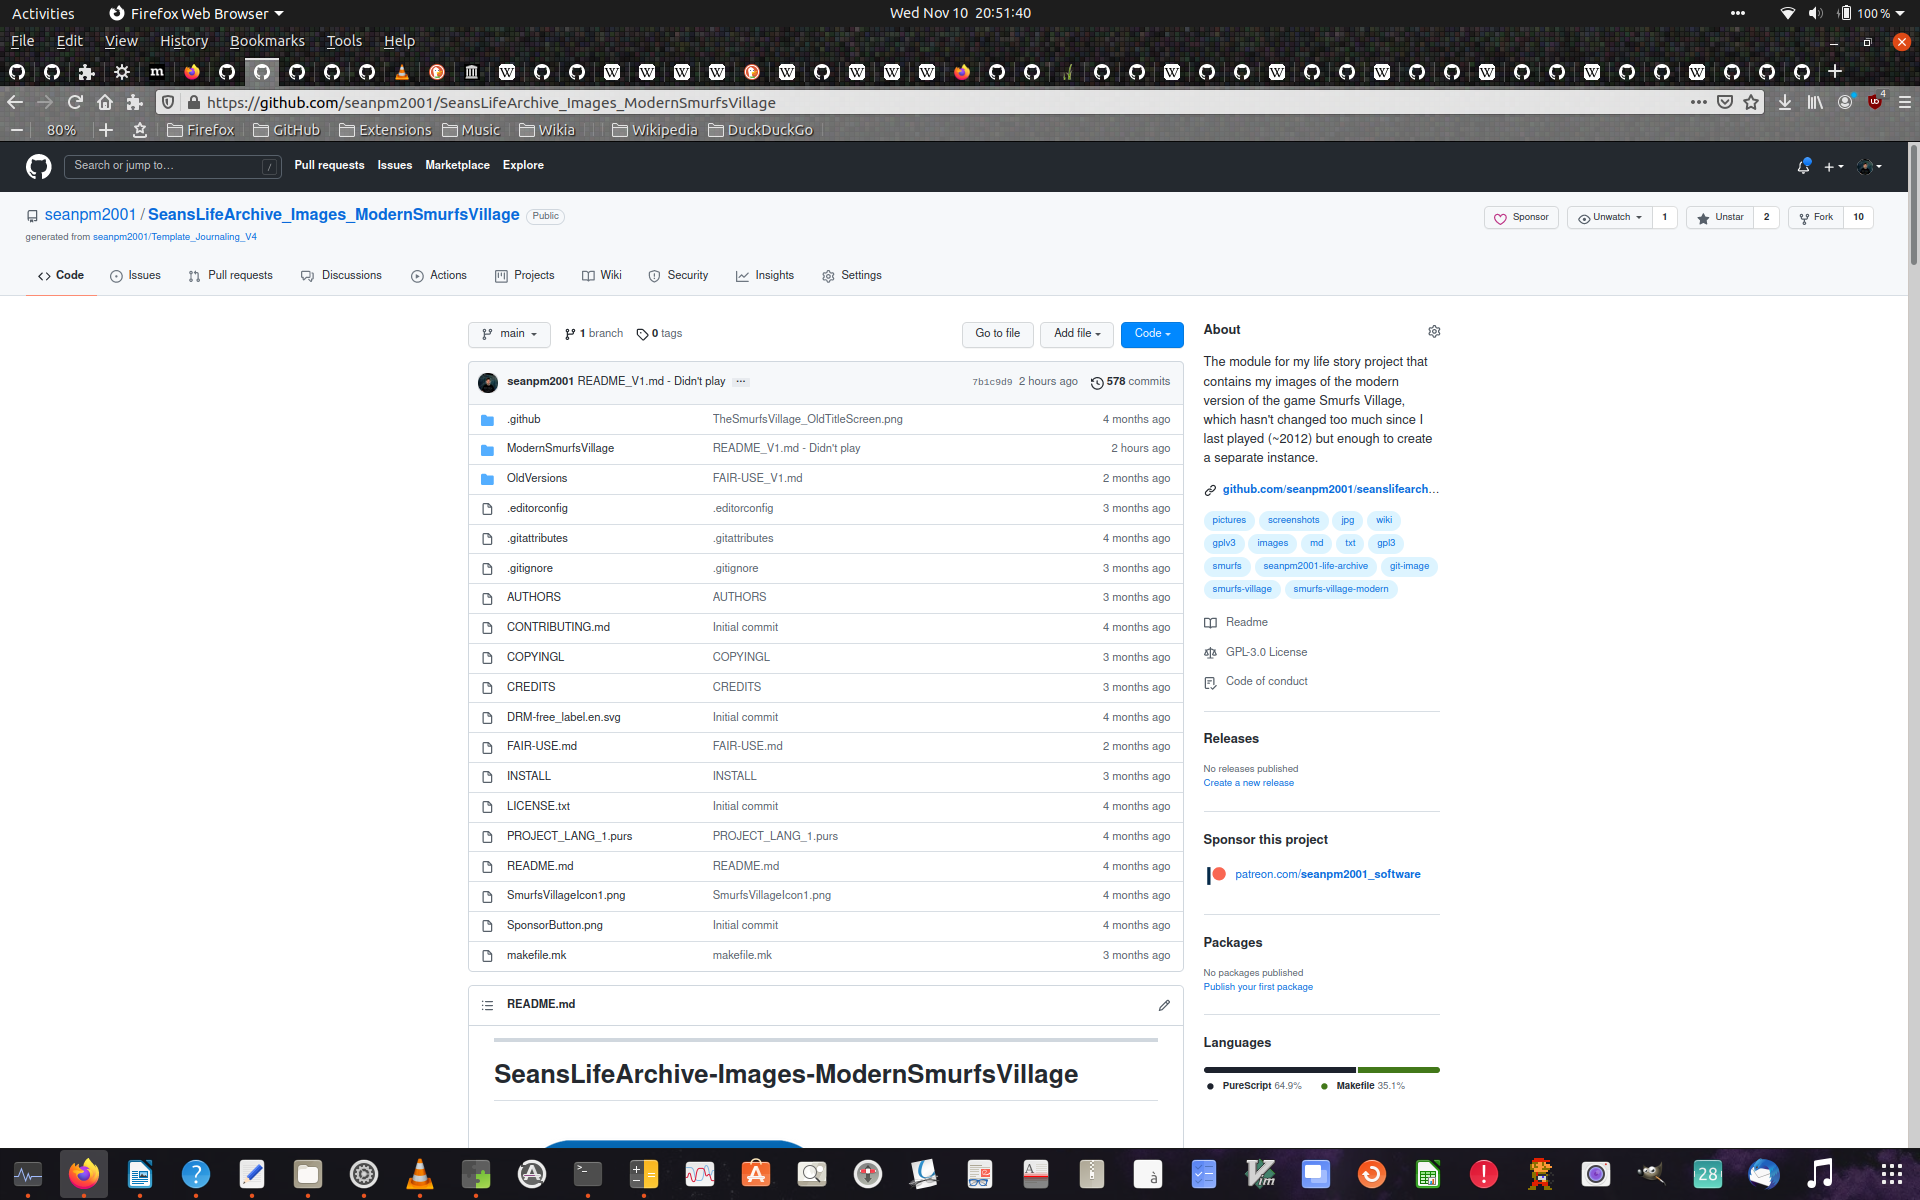 Activities Firefox Web Browser Wed Nov 10 20:51:40 100 %
File Edit View History Bookmarks Tools Help
https://github.com/seanpm2001/SeansLifeArchive_Images_ModernSmurfsVillage 4
80% Firefox GitHub Extensions Music Wikia Wikipedia DuckDuckGo
Search or jump to… / Pull requests Issues Marketplace Explore
seanpm2001 / SeansLifeArchive_Images_ModernSmurfsVillage Public Sponsor Unwatch 1 Unstar 2 Fork 10
generated from seanpm2001/Template_Journaling_V4
Code Issues Pull requests Discussions Actions Projects Wiki Security Insights Settings
main 1 branch 0 tags Go to file Add file Code
seanpm2001 README_V1.md - Didn't play ... 7b1c9d9 2 hours ago 578 commits
.github TheSmurfsVillage_OldTitleScreen.png 4 months ago
ModernSmurfsVillage README_V1.md - Didn't play 2 hours ago
OldVersions FAIR-USE_V1.md 2 months ago
.editorconfig .editorconfig 3 months ago
.gitattributes .gitattributes 4 months ago
.gitignore .gitignore 3 months ago
AUTHORS AUTHORS 3 months ago
CONTRIBUTING.md Initial commit 4 months ago
COPYINGL COPYINGL 3 months ago
CREDITS CREDITS 3 months ago
DRM-free_label.en.svg Initial commit 4 months ago
FAIR-USE.md FAIR-USE.md 2 months ago
INSTALL INSTALL 3 months ago
LICENSE.txt Initial commit 4 months ago
PROJECT_LANG_1.purs PROJECT_LANG_1.purs 4 months ago
README.md README.md 4 months ago
SmurfsVillageIcon1.png SmurfsVillageIcon1.png 4 months ago
SponsorButton.png Initial commit 4 months ago
makefile.mk makefile.mk 3 months ago
README.md
SeansLifeArchive-Images-ModernSmurfsVillage
About
The module for my life story project that
contains my images of the modern
version of the game Smurfs Village,
which hasn't changed too much since I
last played (~2012) but enough to create
a separate instance.
github.com/seanpm2001/seanslifearch…
pictures screenshots jpg wiki
gplv3 images md txt gpl3
smurfs seanpm2001-life-archive git-image
smurfs-village smurfs-village-modern
Readme
GPL-3.0 License
Code of conduct
Releases
No releases published
Create a new release
Sponsor this project
patreon.com/seanpm2001_software
Packages
No packages published
Publish your first package
Languages
PureScript 64.9% Makefile 35.1%
28